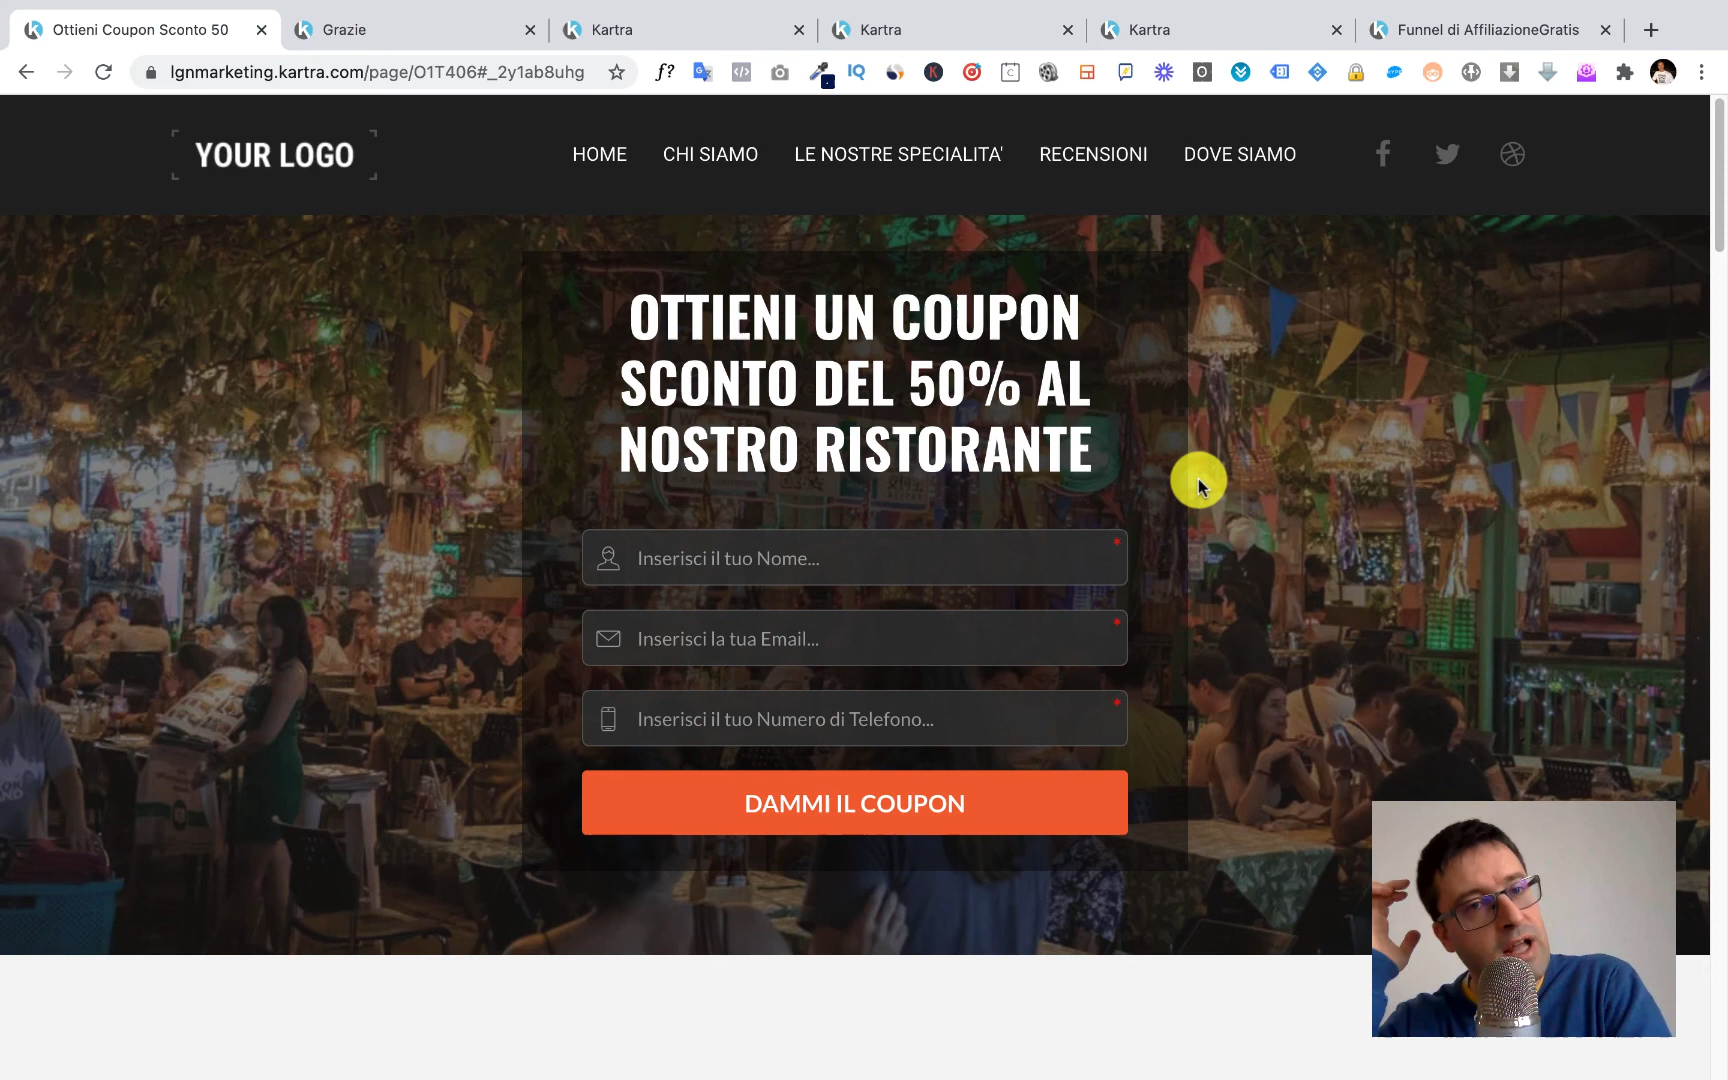 Ottieni Coupon Sconto 50
Grazie
Kartra
Kartra
Kartra
Funnel di AffiliazioneGratis
lgnmarketing.kartra.com/page/O1T406#_2y1ab8uhg
YOUR LOGO
HOME
CHI SIAMO
LE NOSTRE SPECIALITA'
RECENSIONI
DOVE SIAMO
OTTIENI UN COUPON
SCONTO DEL 50% AL
NOSTRO RISTORANTE
Inserisci il tuo Nome... *
Inserisci la tua Email... *
Inserisci il tuo Numero di Telefono... *
DAMMI IL COUPON